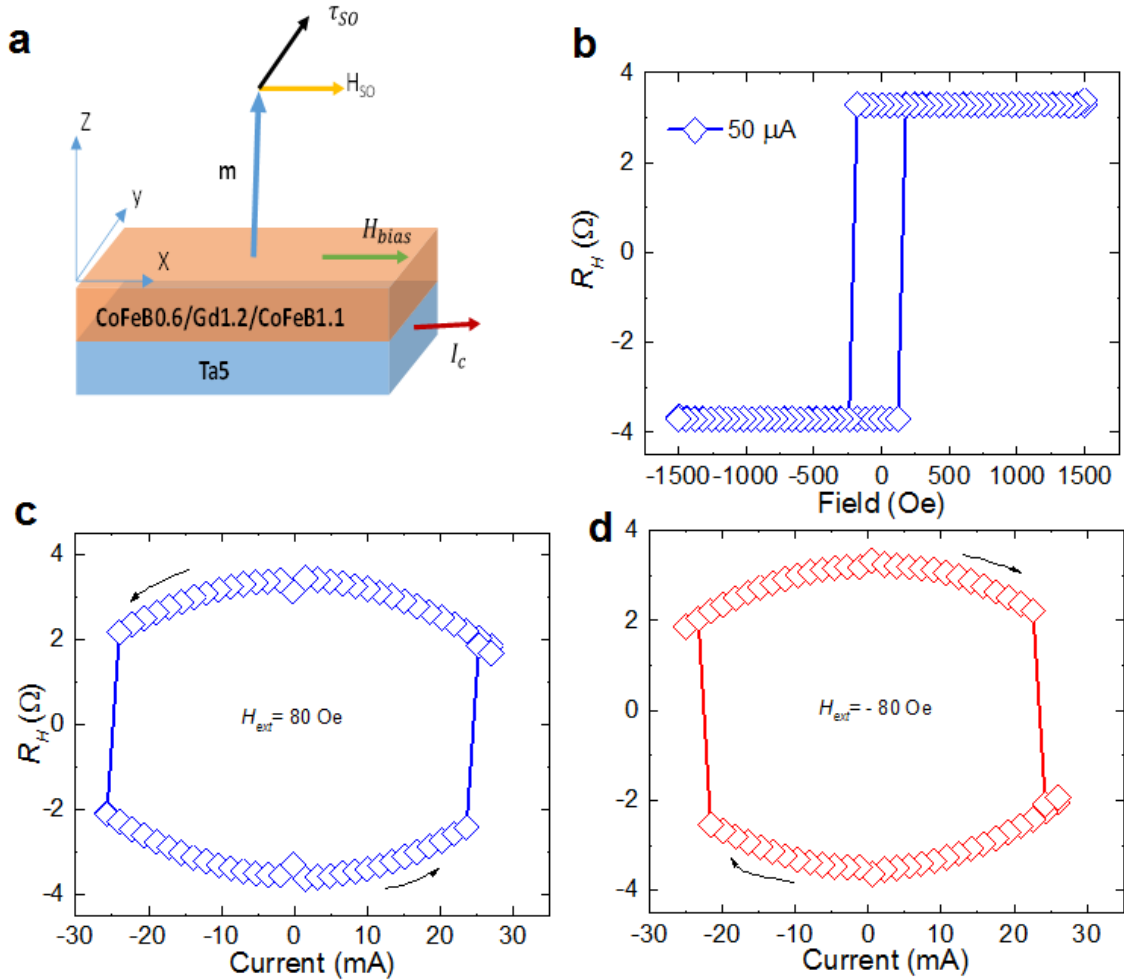 a
τSO
HSO
Z
m
y
Hbias
X
CoFeB0.6/Gd1.2/CoFeB1.1
Ic
Ta5
b
4
2
0
-2
-4
RH (Ω)
50 μA
-1500 -1000 -500 0 500 1000 1500
Field (Oe)
c
4
2
0
-2
-4
RH (Ω)
Hext= 80 Oe
-30 -20 -10 0 10 20 30
Current (mA)
d
4
2
0
-2
-4
Hext= - 80 Oe
-30 -20 -10 0 10 20 30
Current (mA)